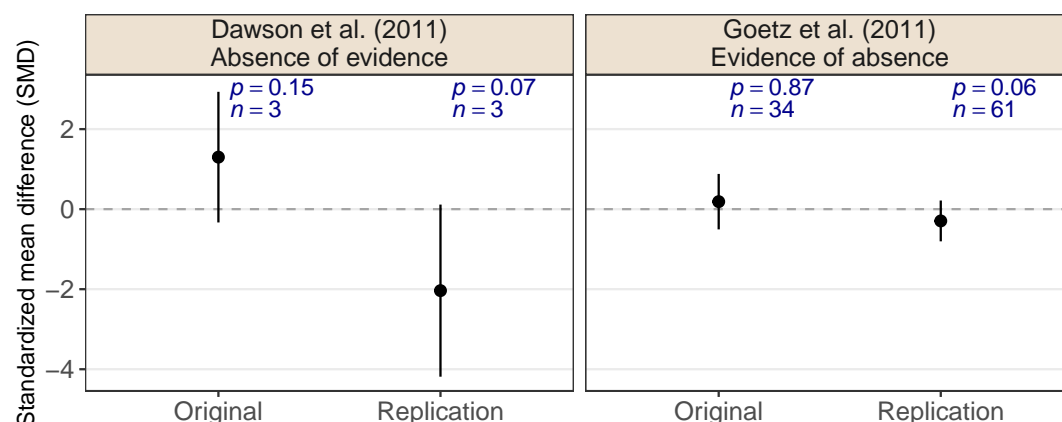 Dawson et al. (2011)
Absence of evidence
Goetz et al. (2011)
Evidence of absence
Standardized mean difference (SMD)
p = 0.15
n = 3
p = 0.07
n = 3
p = 0.87
n = 34
p = 0.06
n = 61
2
0
−2
−4
Original
Replication
Original
Replication